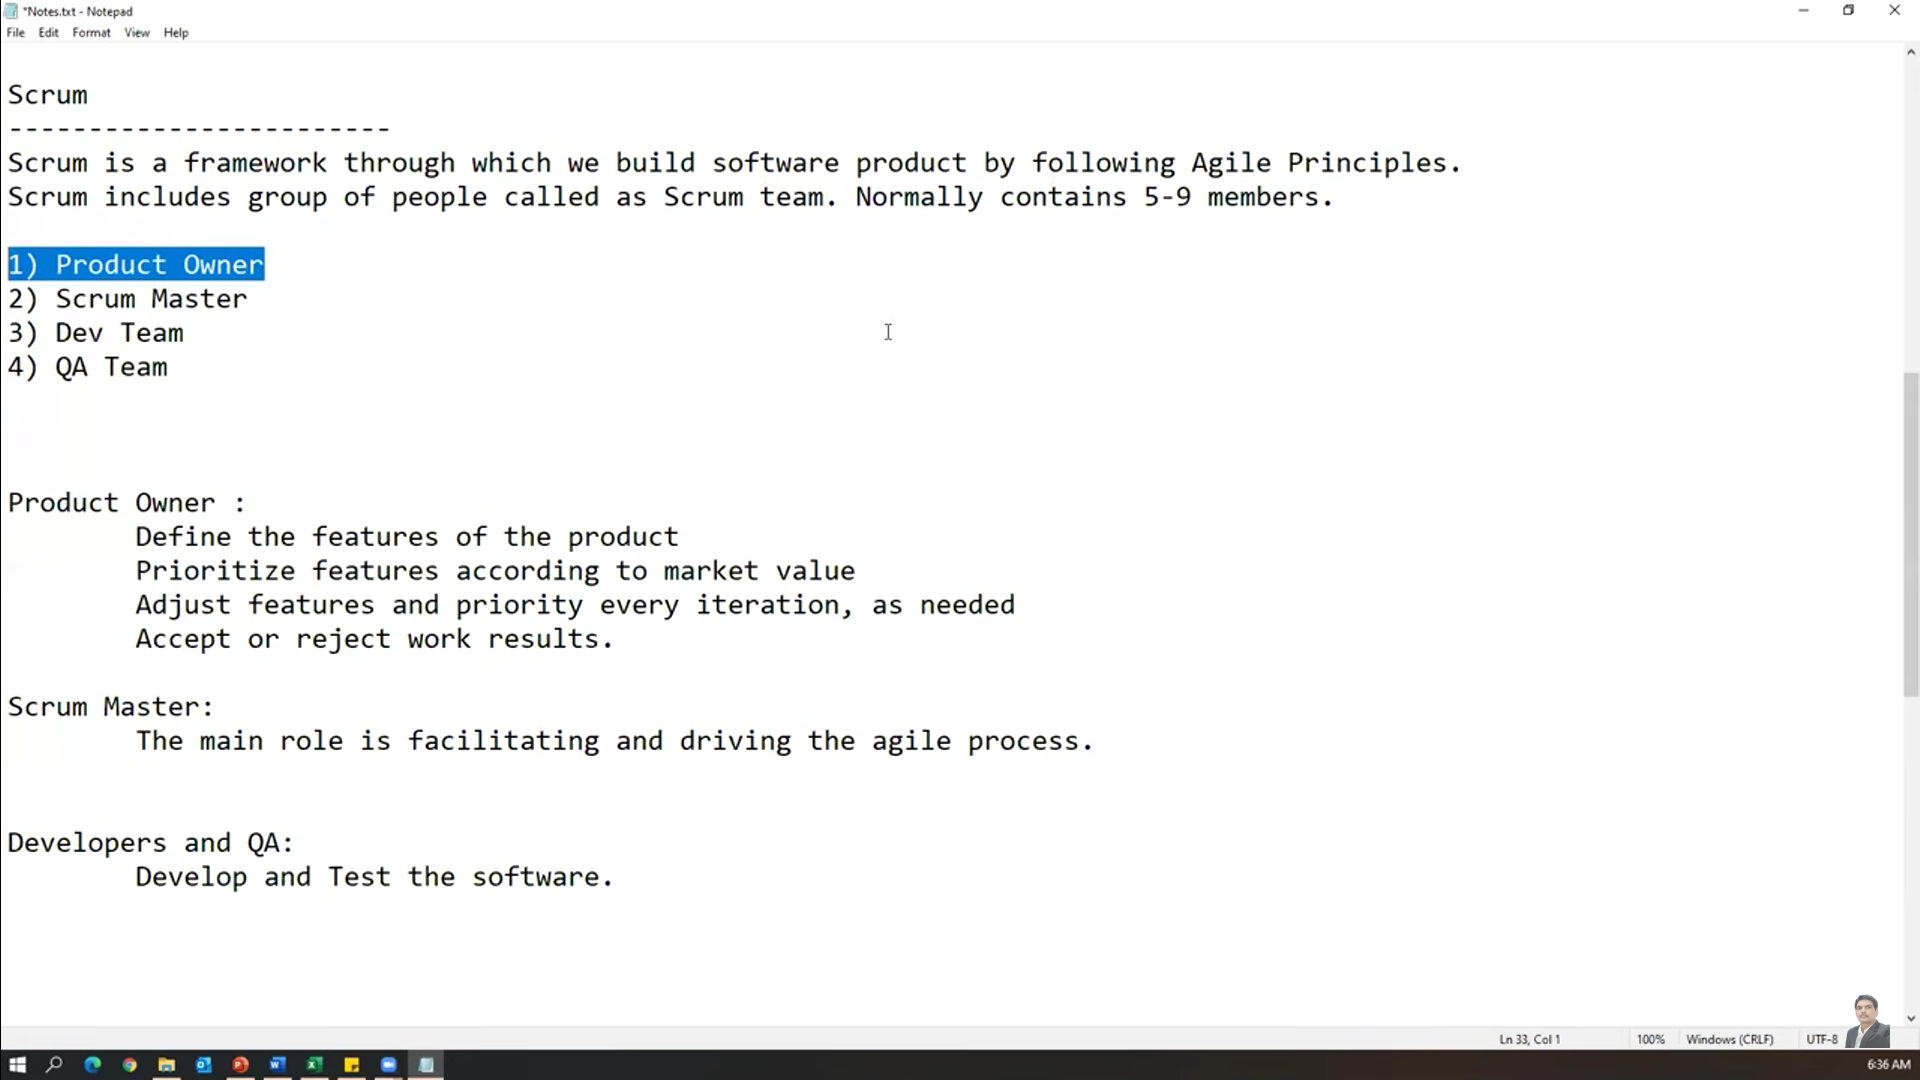 *Notes.txt - Notepad
File Edit Format View Help
Scrum
------------------------
Scrum is a framework through which we build software product by following Agile Principles.
Scrum includes group of people called as Scrum team. Normally contains 5-9 members.
1) Product Owner
2) Scrum Master
3) Dev Team
4) QA Team
Product Owner :
Define the features of the product
Prioritize features according to market value
Adjust features and priority every iteration, as needed
Accept or reject work results.
Scrum Master:
The main role is facilitating and driving the agile process.
Developers and QA:
Develop and Test the software.
Ln 33, Col 1 100% Windows (CRLF) UTF-8
6:36 AM